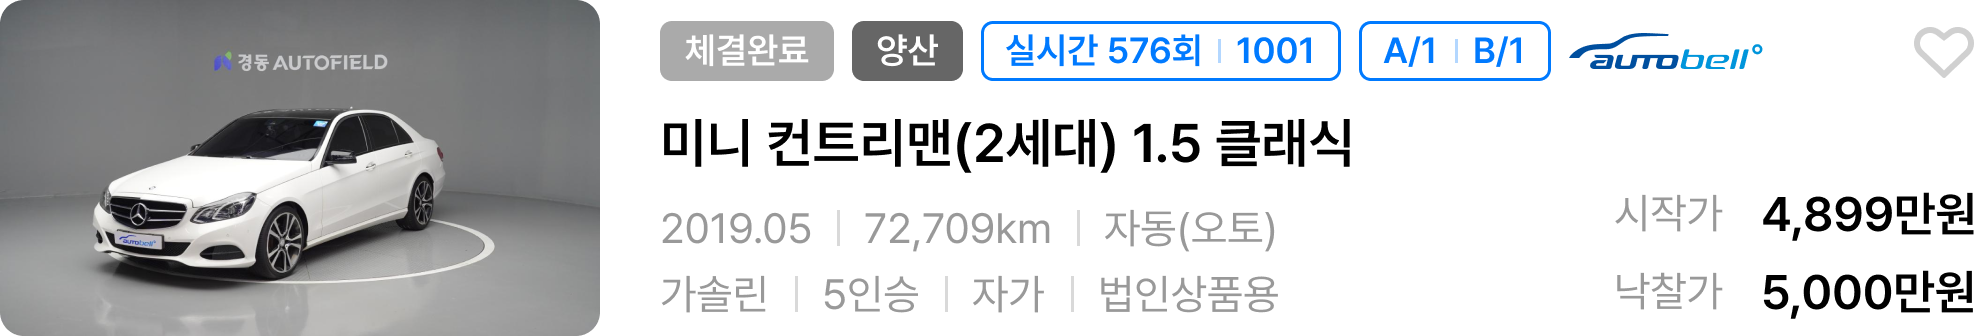 경동 AUTOFIELD
autobell
체결완료 양산 실시간 576회 | 1001 A/1 | B/1 autobell
미니 컨트리맨(2세대) 1.5 클래식
2019.05 | 72,709km | 자동(오토)
시작가 4,899만원
가솔린 | 5인승 | 자가 | 법인상품용
낙찰가 5,000만원